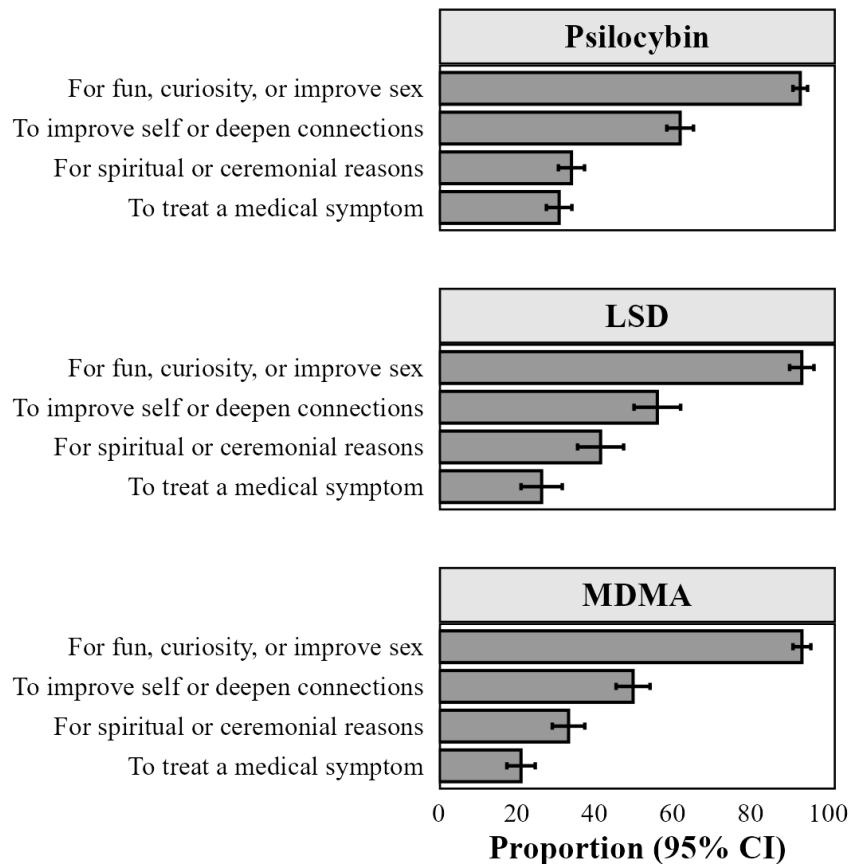 Psilocybin
For fun, curiosity, or improve sex
To improve self or deepen connections
For spiritual or ceremonial reasons
To treat a medical symptom
LSD
For fun, curiosity, or improve sex
To improve self or deepen connections
For spiritual or ceremonial reasons
To treat a medical symptom
MDMA
For fun, curiosity, or improve sex
To improve self or deepen connections
For spiritual or ceremonial reasons
To treat a medical symptom
0 20 40 60 80 100
Proportion (95% CI)